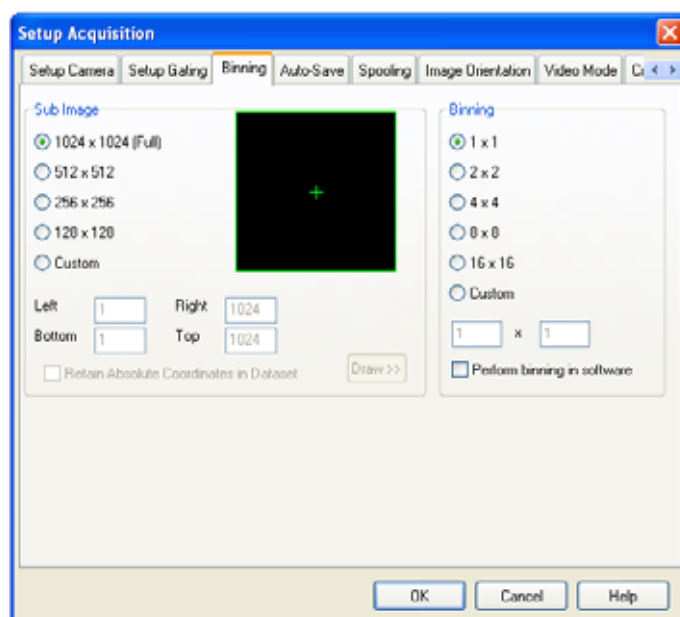 Setup Acquisition
Setup Camera Setup Gating Binning Auto-Save Spooling Image Orientation Video Mode
Sub Image
1024 x 1024 (Full)
512 x 512
256 x 256
128 x 128
Custom
Left 1 Right 1024
Bottom 1 Top 1024
Retain Absolute Coordinates in Dataset
Draw >>
Binning
1 x 1
2 x 2
4 x 4
8 x 8
16 x 16
Custom
1 x 1
Perform binning in software
OK Cancel Help